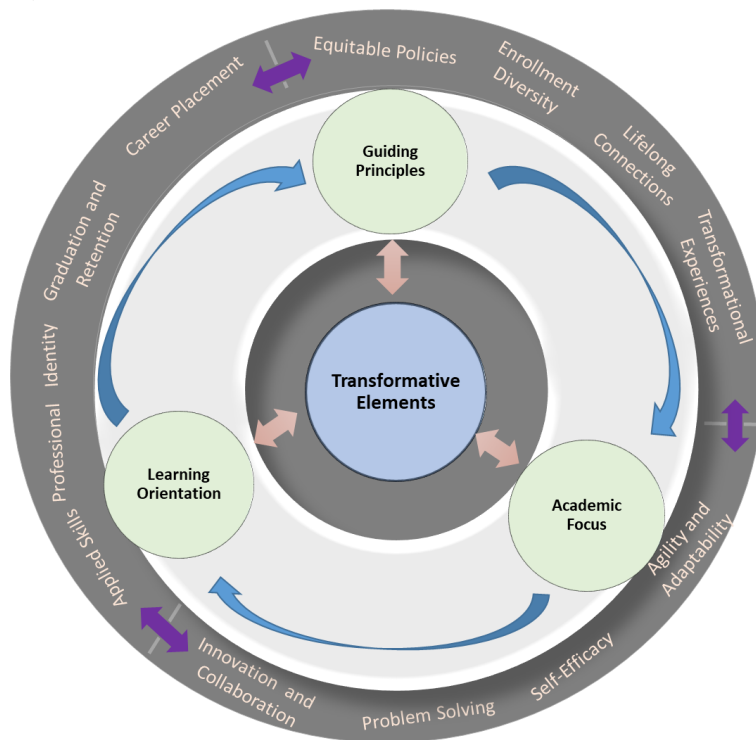 Equitable Policies
Enrollment
Diversity
Lifelong
Connections
Transformational
Experiences
Agility and
Adaptability
Self-Efficacy
Problem Solving
Innovation and
Collaboration
Applied Skills
Professional Identity
Graduation and
Retention
Career Placement
Guiding
Principles
Academic
Focus
Learning
Orientation
Transformative
Elements